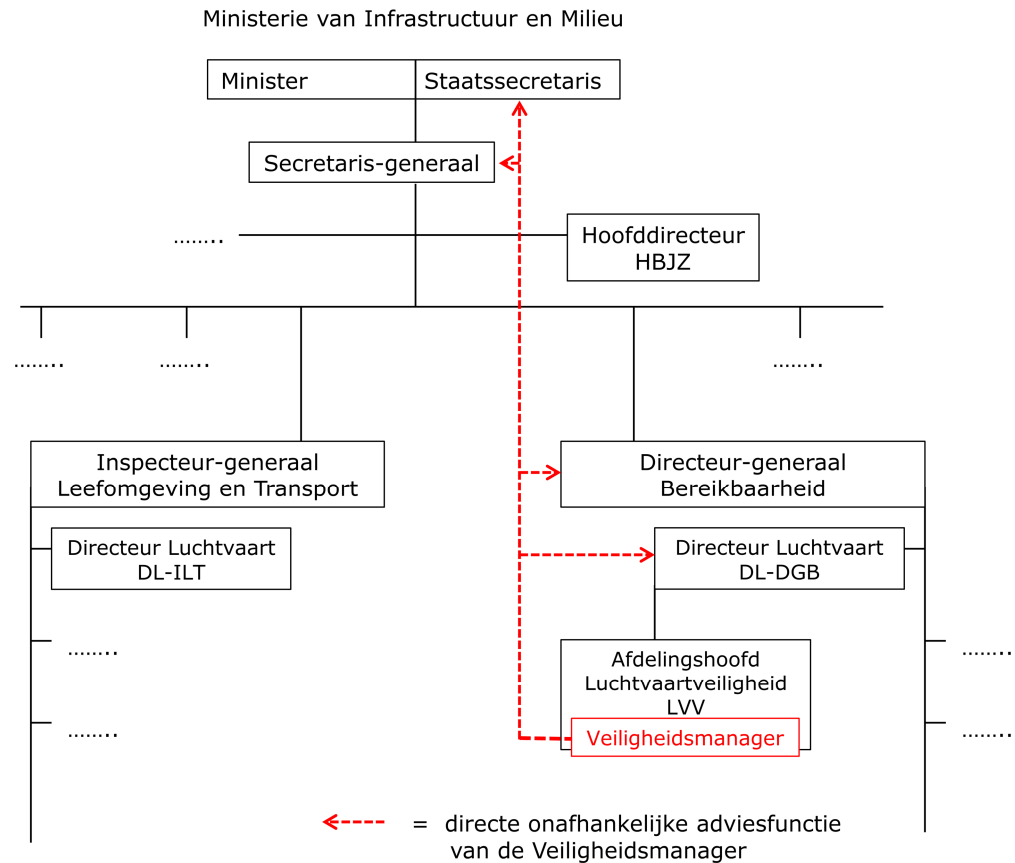 Ministerie van Infrastructuur en Milieu
Minister
Staatssecretaris
Secretaris-generaal
……..
Hoofddirecteur
HBJZ
……..
……..
……..
Inspecteur-generaal
Leefomgeving en Transport
Directeur-generaal
Bereikbaarheid
Directeur Luchtvaart
DL-ILT
Directeur Luchtvaart
DL-DGB
……..
……..
Afdelingshoofd
Luchtvaartveiligheid
LVV
Veiligheidsmanager
……..
……..
= directe onafhankelijke adviesfunctie
van de Veiligheidsmanager